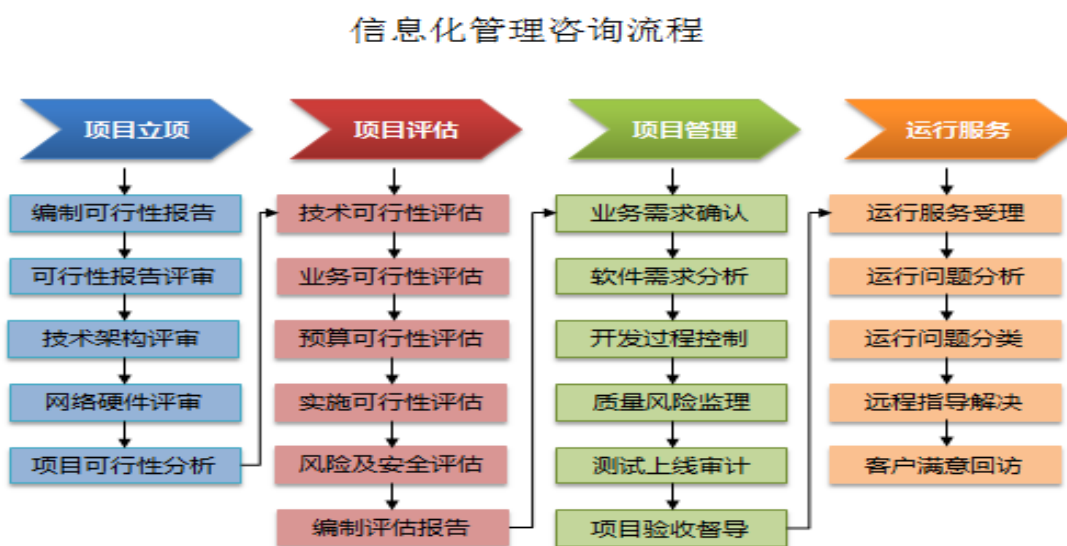 信息化管理咨询流程
项目立项
编制可行性报告
可行性报告评审
技术架构评审
网络硬件评审
项目可行性分析
项目评估
技术可行性评估
业务可行性评估
预算可行性评估
实施可行性评估
风险及安全评估
编制评估报告
项目管理
业务需求确认
软件需求分析
开发过程控制
质量风险监理
测试上线审计
项目验收督导
运行服务
运行服务受理
运行问题分析
运行问题分类
远程指导解决
客户满意回访